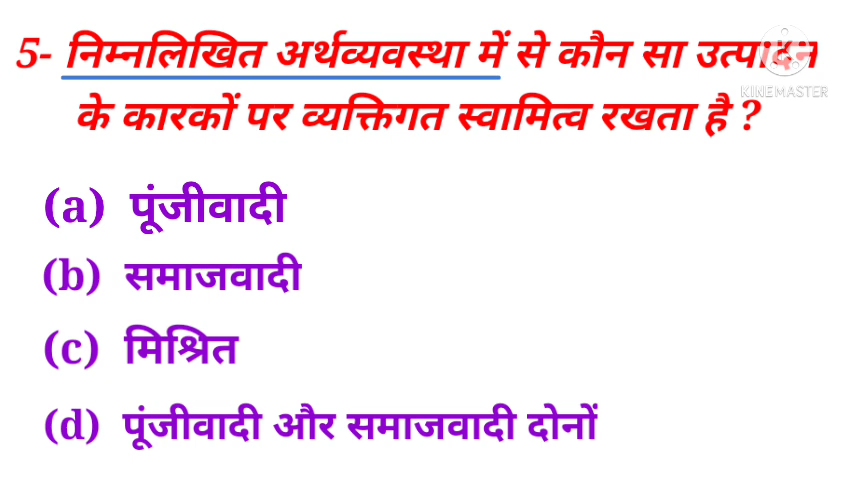 5- निम्नलिखित अर्थव्यवस्था में से कौन सा उत्पादन
के कारकों पर व्यक्तिगत स्वामित्व रखता है ?
KINEMASTER
(a) पूंजीवादी
(b) समाजवादी
(c) मिश्रित
(d) पूंजीवादी और समाजवादी दोनों